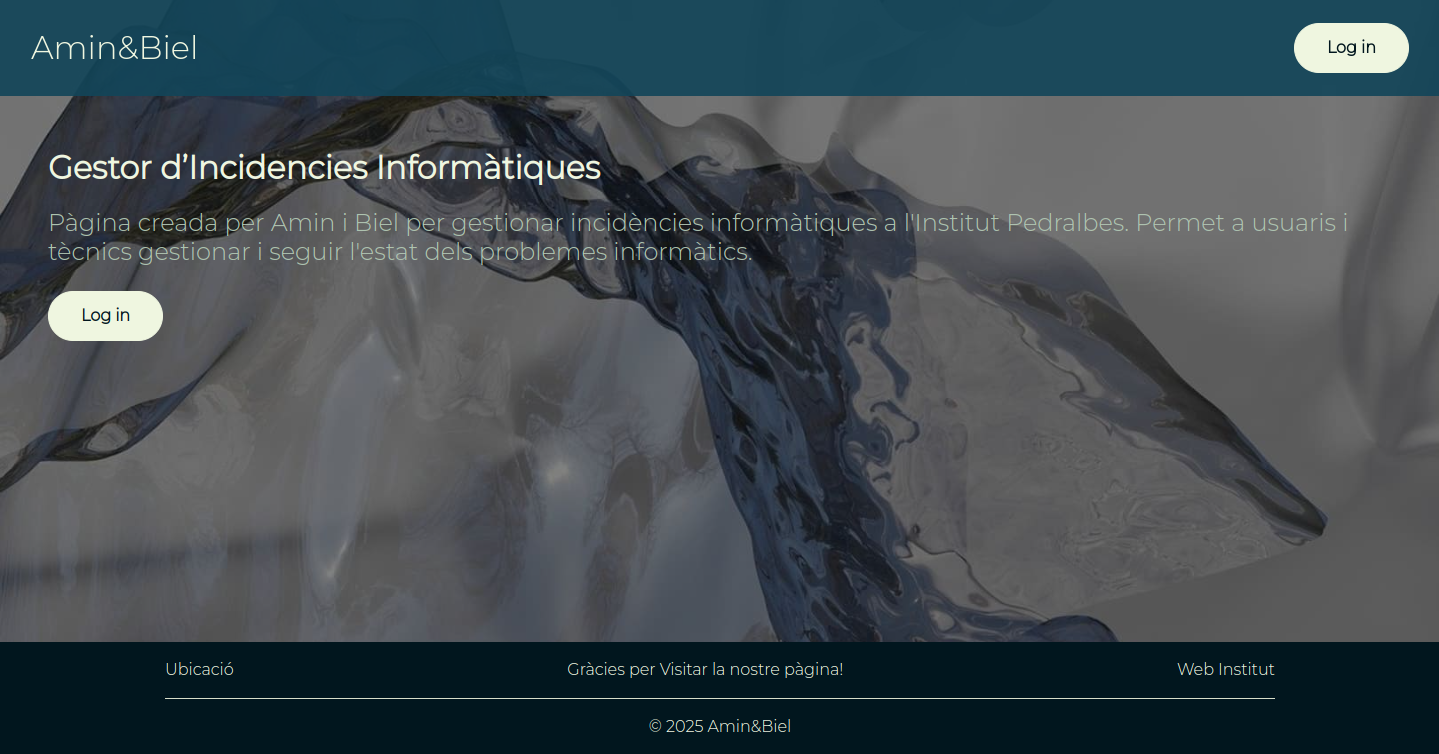 Amin&Biel
Log in
Gestor d’Incidencies Informàtiques
Pàgina creada per Amin i Biel per gestionar incidències informàtiques a l'Institut Pedralbes. Permet a usuaris i
tècnics gestionar i seguir l'estat dels problemes informàtics.
Log in
Ubicació
Gràcies per Visitar la nostre pàgina!
Web Institut
© 2025 Amin&Biel